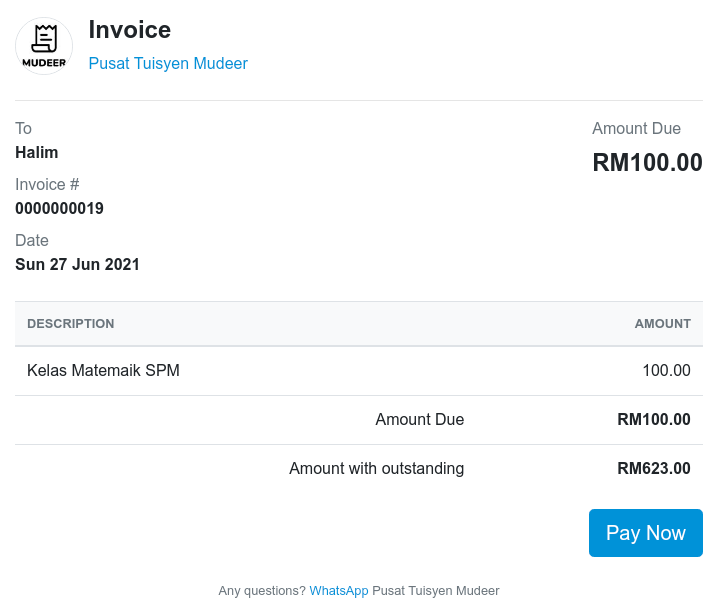 MUDEER
Invoice
Pusat Tuisyen Mudeer
To
Halim
Invoice #
0000000019
Date
Sun 27 Jun 2021
Amount Due
RM100.00
DESCRIPTION AMOUNT
Kelas Matemaik SPM 100.00
Amount Due RM100.00
Amount with outstanding RM623.00
Pay Now
Any questions? WhatsApp Pusat Tuisyen Mudeer